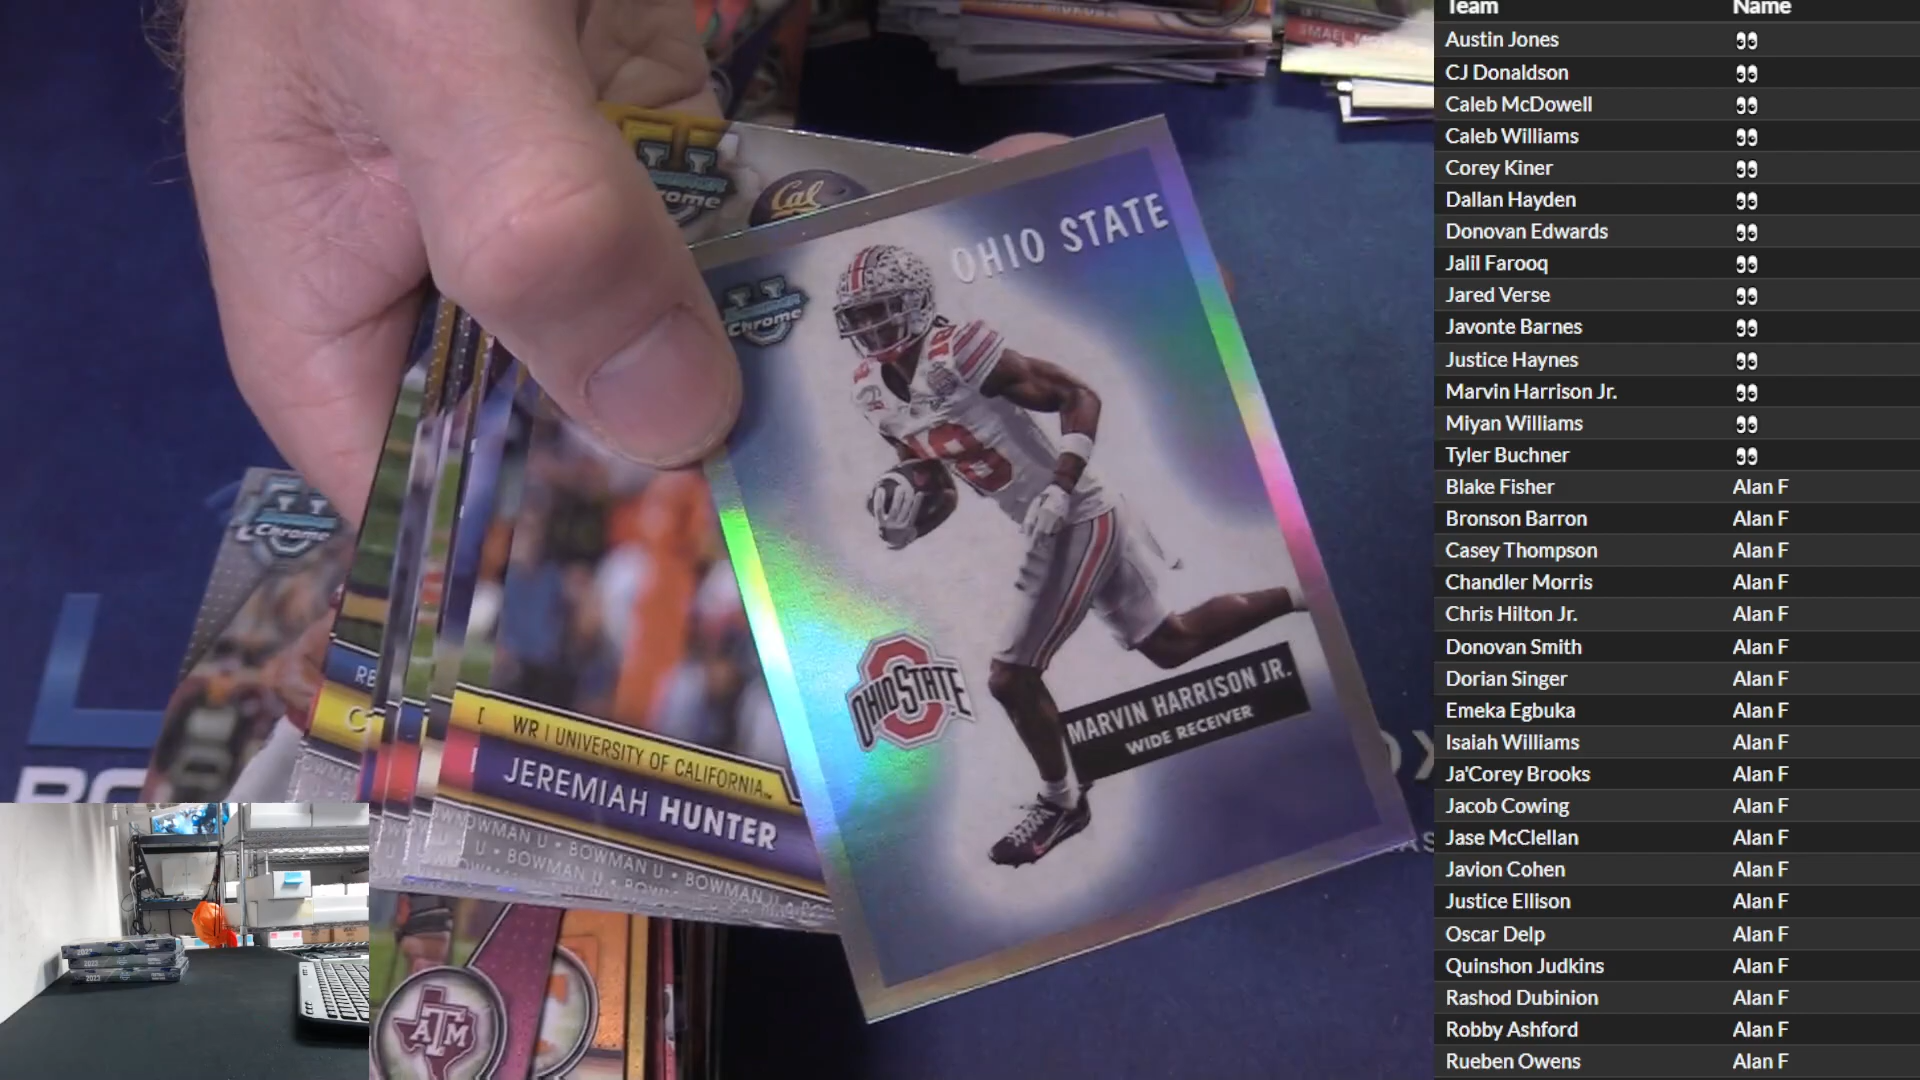 Team Name
Austin Jones 👀
CJ Donaldson 👀
Caleb McDowell 👀
Caleb Williams 👀
Corey Kiner 👀
Dallan Hayden 👀
Donovan Edwards 👀
Jalil Farooq 👀
Jared Verse 👀
Javonte Barnes 👀
Justice Haynes 👀
Marvin Harrison Jr. 👀
Miyan Williams 👀
Tyler Buchner 👀
Blake Fisher Alan F
Bronson Barron Alan F
Casey Thompson Alan F
Chandler Morris Alan F
Chris Hilton Jr. Alan F
Donovan Smith Alan F
Dorian Singer Alan F
Emeka Egbuka Alan F
Isaiah Williams Alan F
Ja'Corey Brooks Alan F
Jacob Cowing Alan F
Jase McClellan Alan F
Javion Cohen Alan F
Justice Ellison Alan F
Oscar Delp Alan F
Quinshon Judkins Alan F
Rashod Dubinion Alan F
Robby Ashford Alan F
Rueben Owens Alan F
Cal
OHIO STATE
U
Chrome
18
OHIO STATE
MARVIN HARRISON JR.
WIDE RECEIVER
WR | UNIVERSITY OF CALIFORNIA™
JEREMIAH HUNTER
BOWMAN U • BOWMAN U
U • BOWMAN U • BOWMAN U
Chrome
ATM